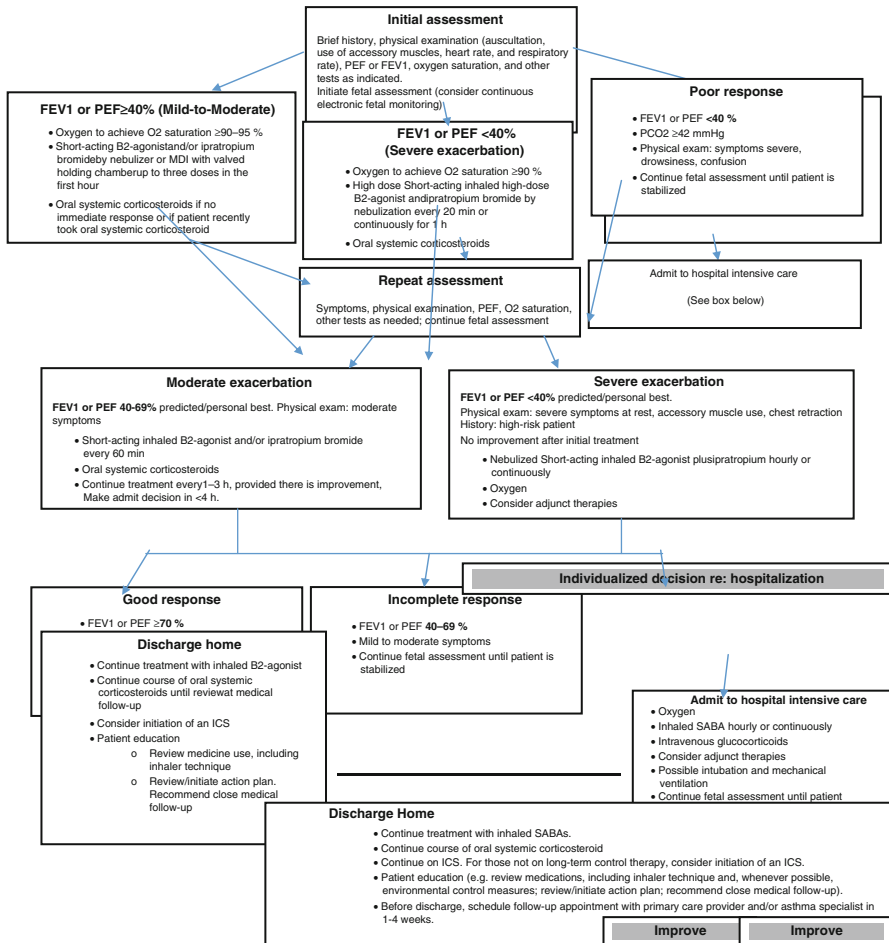 Initial assessment
Brief history, physical examination (auscultation,
use of accessory muscles, heart rate, and respiratory
rate), PEF or FEV1, oxygen saturation, and other
tests as indicated.
Initiate fetal assessment (consider continuous
electronic fetal monitoring)
FEV1 or PEF≥40% (Mild-to-Moderate)
• Oxygen to achieve O2 saturation ≥90–95 %
• Short-acting B2-agonistand/or ipratropium
bromideby nebulizer or MDI with valved
holding chamberup to three doses in the
first hour
• Oral systemic corticosteroids if no
immediate response or if patient recently
took oral systemic corticosteroid
FEV1 or PEF <40%
(Severe exacerbation)
• Oxygen to achieve O2 saturation ≥90 %
• High dose Short-acting inhaled high-dose
B2-agonist andipratropium bromide by
nebulization every 20 min or
continuously for 1 h
• Oral systemic corticosteroids
Poor response
• FEV1 or PEF <40 %
• PCO2 ≥42 mmHg
• Physical exam: symptoms severe,
drowsiness, confusion
• Continue fetal assessment until patient is
stabilized
Admit to hospital intensive care
(See box below)
Repeat assessment
Symptoms, physical examination, PEF, O2 saturation,
other tests as needed; continue fetal assessment
Moderate exacerbation
FEV1 or PEF 40-69% predicted/personal best. Physical exam: moderate
symptoms
• Short-acting inhaled B2-agonist and/or ipratropium bromide
every 60 min
• Oral systemic corticosteroids
• Continue treatment every1–3 h, provided there is improvement,
Make admit decision in <4 h.
Severe exacerbation
FEV1 or PEF <40% predicted/personal best.
Physical exam: severe symptoms at rest, accessory muscle use, chest retraction
History: high-risk patient
No improvement after initial treatment
• Nebulized Short-acting inhaled B2-agonist plusipratropium hourly or
continuously
• Oxygen
• Consider adjunct therapies
Good response
• FEV1 or PEF ≥70 %
Discharge home
• Continue treatment with inhaled B2-agonist
• Continue course of oral systemic
corticosteroids until reviewat medical
follow-up
• Consider initiation of an ICS
• Patient education
o Review medicine use, including
inhaler technique
o Review/initiate action plan.
Recommend close medical
follow-up
Incomplete response
• FEV1 or PEF 40–69 %
• Mild to moderate symptoms
• Continue fetal assessment until patient is
stabilized
Individualized decision re: hospitalization
Admit to hospital intensive care
• Oxygen
• Inhaled SABA hourly or continuously
• Intravenous glucocorticoids
• Consider adjunct therapies
• Possible intubation and mechanical
ventilation
• Continue fetal assessment until patient
Discharge Home
• Continue treatment with inhaled SABAs.
• Continue course of oral systemic corticosteroid
• Continue on ICS. For those not on long-term control therapy, consider initiation of an ICS.
• Patient education (e.g. review medications, including inhaler technique and, whenever possible,
environmental control measures; review/initiate action plan; recommend close medical follow-up).
• Before discharge, schedule follow-up appointment with primary care provider and/or asthma specialist in
1-4 weeks.
Improve
Improve